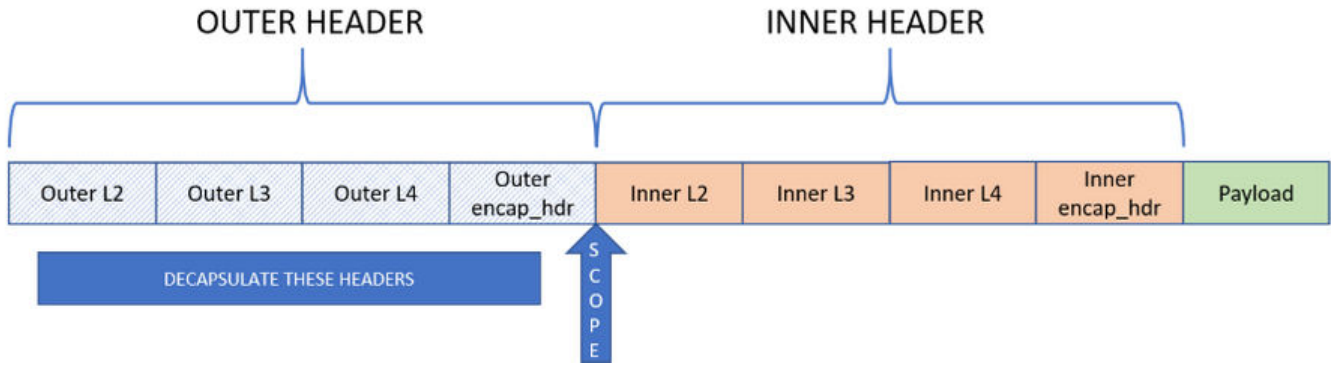 OUTER HEADER
INNER HEADER
Outer L2
Outer L3
Outer L4
Outer
encap_hdr
Inner L2
Inner L3
Inner L4
Inner
encap_hdr
Payload
DECAPSULATE THESE HEADERS
SCOPE